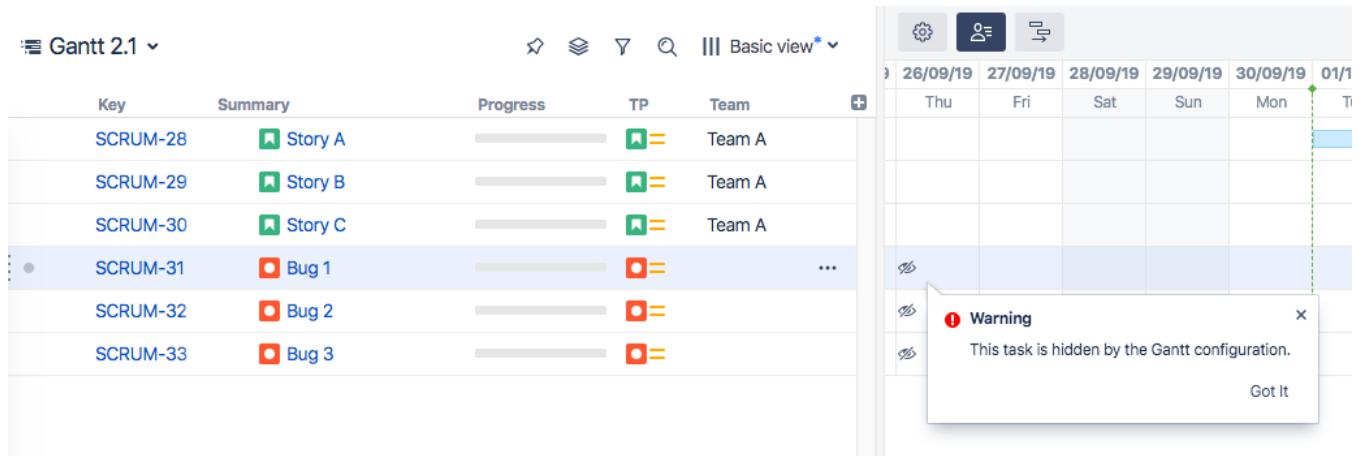 Gantt 2.1
Basic view*
Key Summary Progress TP Team
26/09/19 27/09/19 28/09/19 29/09/19 30/09/19
Thu Fri Sat Sun Mon
SCRUM-28 Story A Team A
SCRUM-29 Story B Team A
SCRUM-30 Story C Team A
SCRUM-31 Bug 1
SCRUM-32 Bug 2
SCRUM-33 Bug 3
Warning
This task is hidden by the Gantt configuration.
Got It